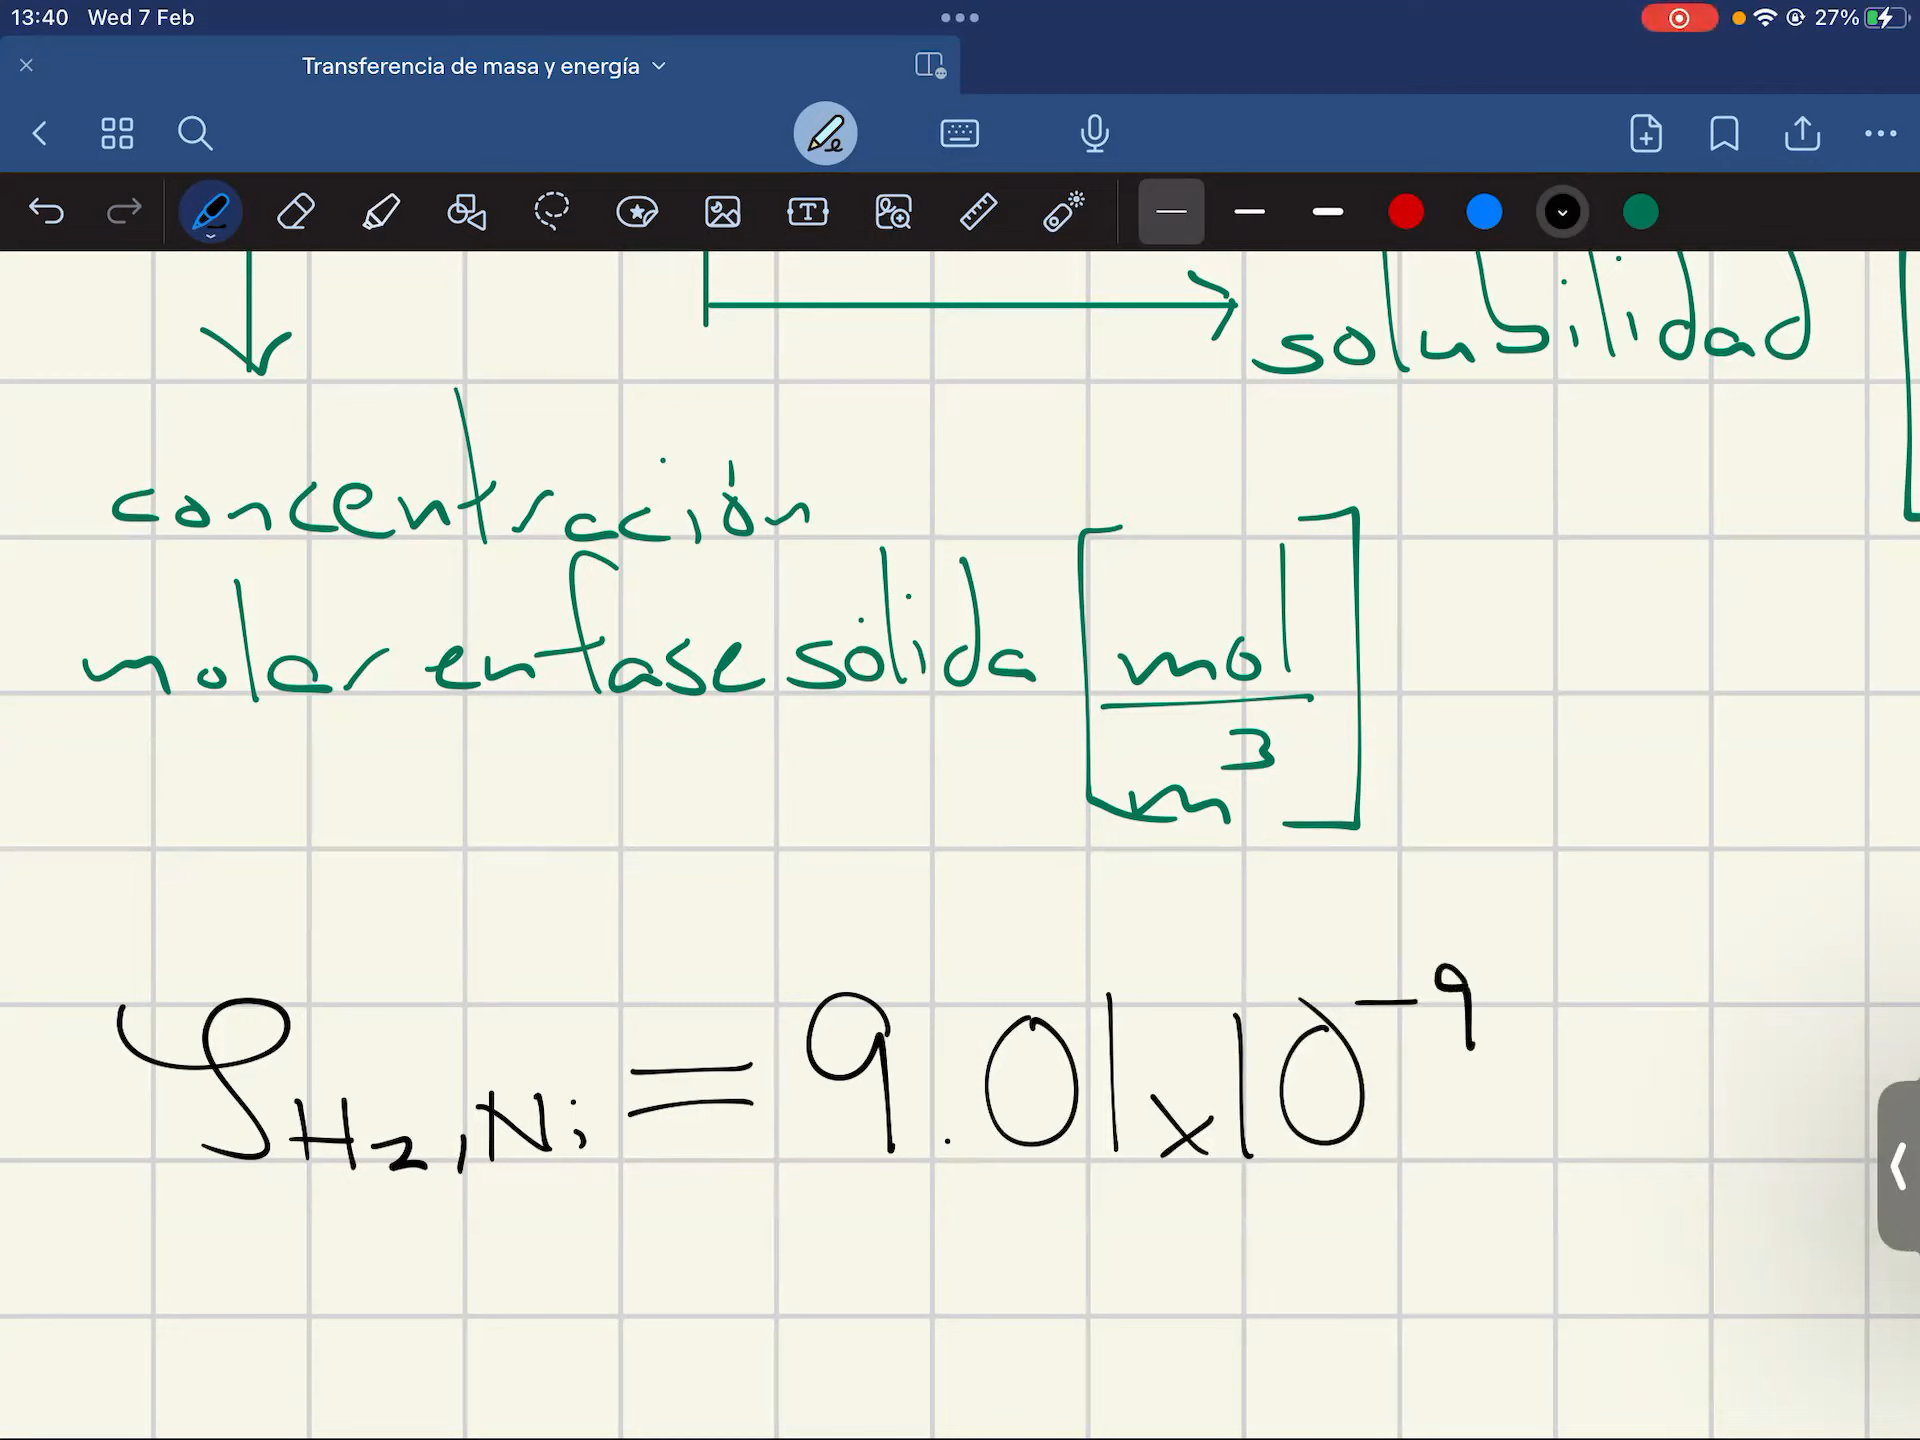 13:40 Wed 7 Feb 27%
Transferencia de masa y energía
solubilidad
concentración
molar en fase sólida [mol/m³]
𝒮H₂,Ni = 9.01x10⁻⁹